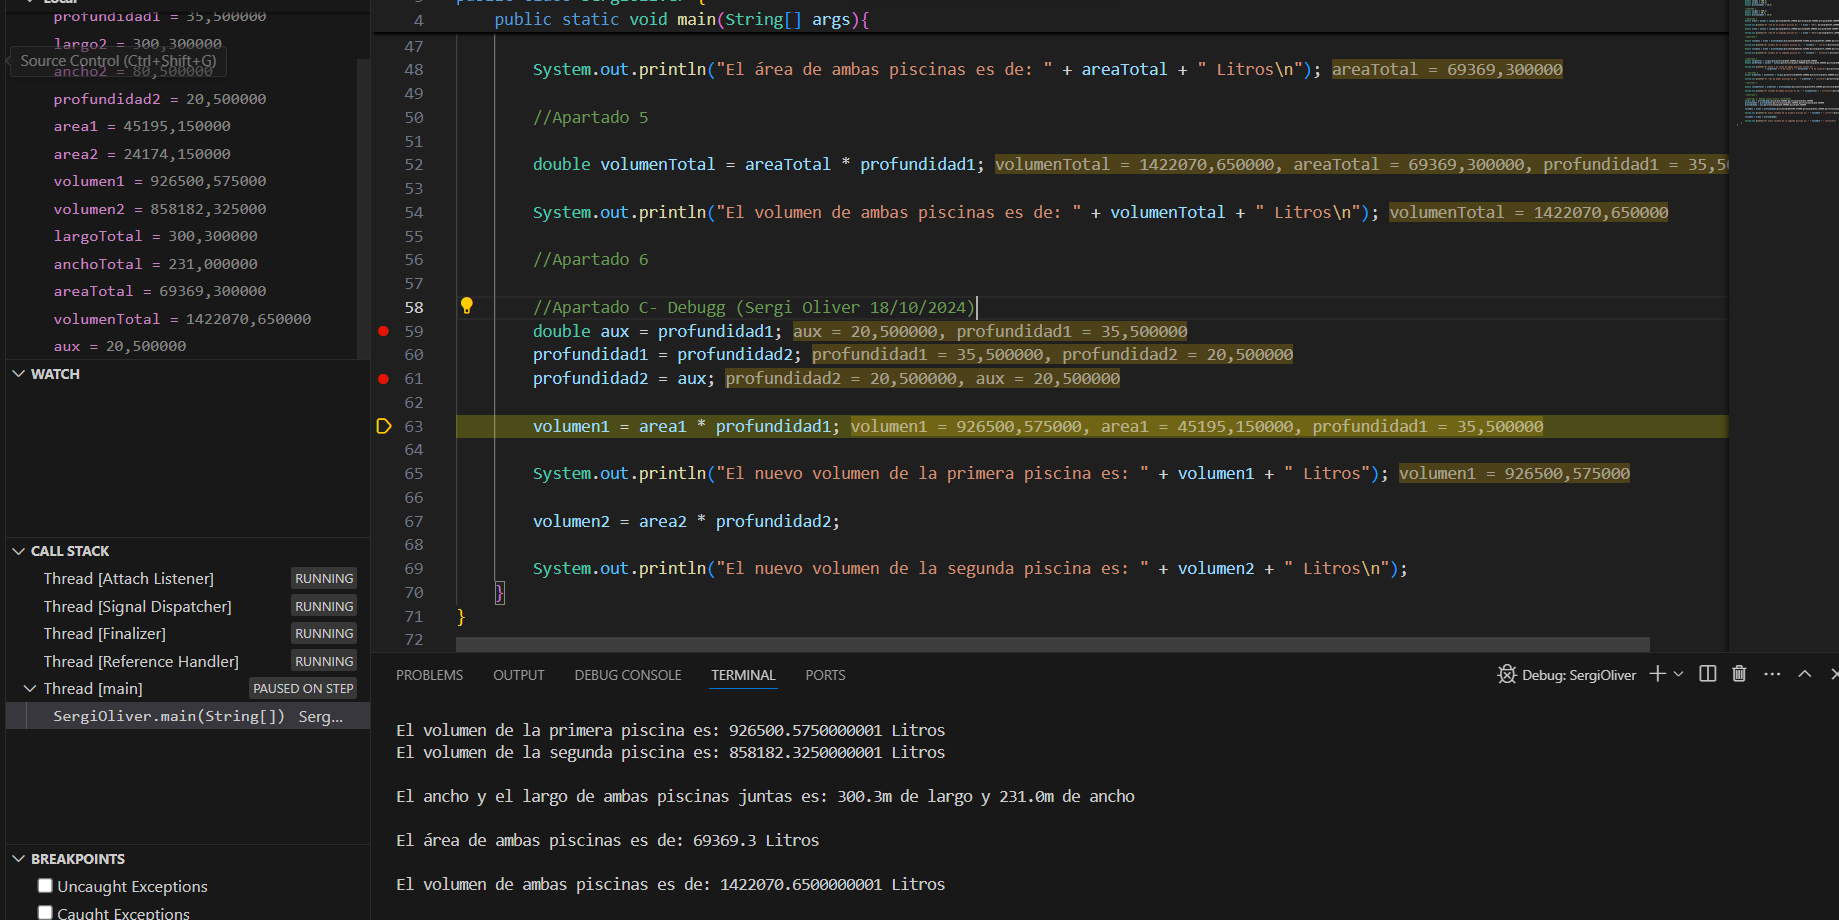 Local
profundidad1 = 35,500000
largo2 = 300,300000
Source Control (Ctrl+Shift+G)
ancho2 = 80,500000
profundidad2 = 20,500000
area1 = 45195,150000
area2 = 24174,150000
volumen1 = 926500,575000
volumen2 = 858182,325000
largoTotal = 300,300000
anchoTotal = 231,000000
areaTotal = 69369,300000
volumenTotal = 1422070,650000
aux = 20,500000
WATCH
CALL STACK
Thread [Attach Listener] RUNNING
Thread [Signal Dispatcher] RUNNING
Thread [Finalizer] RUNNING
Thread [Reference Handler] RUNNING
Thread [main] PAUSED ON STEP
SergiOliver.main(String[]) Serg...
BREAKPOINTS
Uncaught Exceptions
Caught Exceptions
4 public static void main(String[] args){
47
48 System.out.println("El área de ambas piscinas es de: " + areaTotal + " Litros\n"); areaTotal = 69369,300000
49
50 //Apartado 5
51
52 double volumenTotal = areaTotal * profundidad1; volumenTotal = 1422070,650000, areaTotal = 69369,300000, profundidad1 = 35,50
53
54 System.out.println("El volumen de ambas piscinas es de: " + volumenTotal + " Litros\n"); volumenTotal = 1422070,650000
55
56 //Apartado 6
57
58 //Apartado C- Debugg (Sergi Oliver 18/10/2024)
59 double aux = profundidad1; aux = 20,500000, profundidad1 = 35,500000
60 profundidad1 = profundidad2; profundidad1 = 35,500000, profundidad2 = 20,500000
61 profundidad2 = aux; profundidad2 = 20,500000, aux = 20,500000
62
63 volumen1 = area1 * profundidad1; volumen1 = 926500,575000, area1 = 45195,150000, profundidad1 = 35,500000
64
65 System.out.println("El nuevo volumen de la primera piscina es: " + volumen1 + " Litros"); volumen1 = 926500,575000
66
67 volumen2 = area2 * profundidad2;
68
69 System.out.println("El nuevo volumen de la segunda piscina es: " + volumen2 + " Litros\n");
70 }
71 }
72
PROBLEMS OUTPUT DEBUG CONSOLE TERMINAL PORTS Debug: SergiOliver
El volumen de la primera piscina es: 926500.5750000001 Litros
El volumen de la segunda piscina es: 858182.3250000001 Litros
El ancho y el largo de ambas piscinas juntas es: 300.3m de largo y 231.0m de ancho
El área de ambas piscinas es de: 69369.3 Litros
El volumen de ambas piscinas es de: 1422070.6500000001 Litros